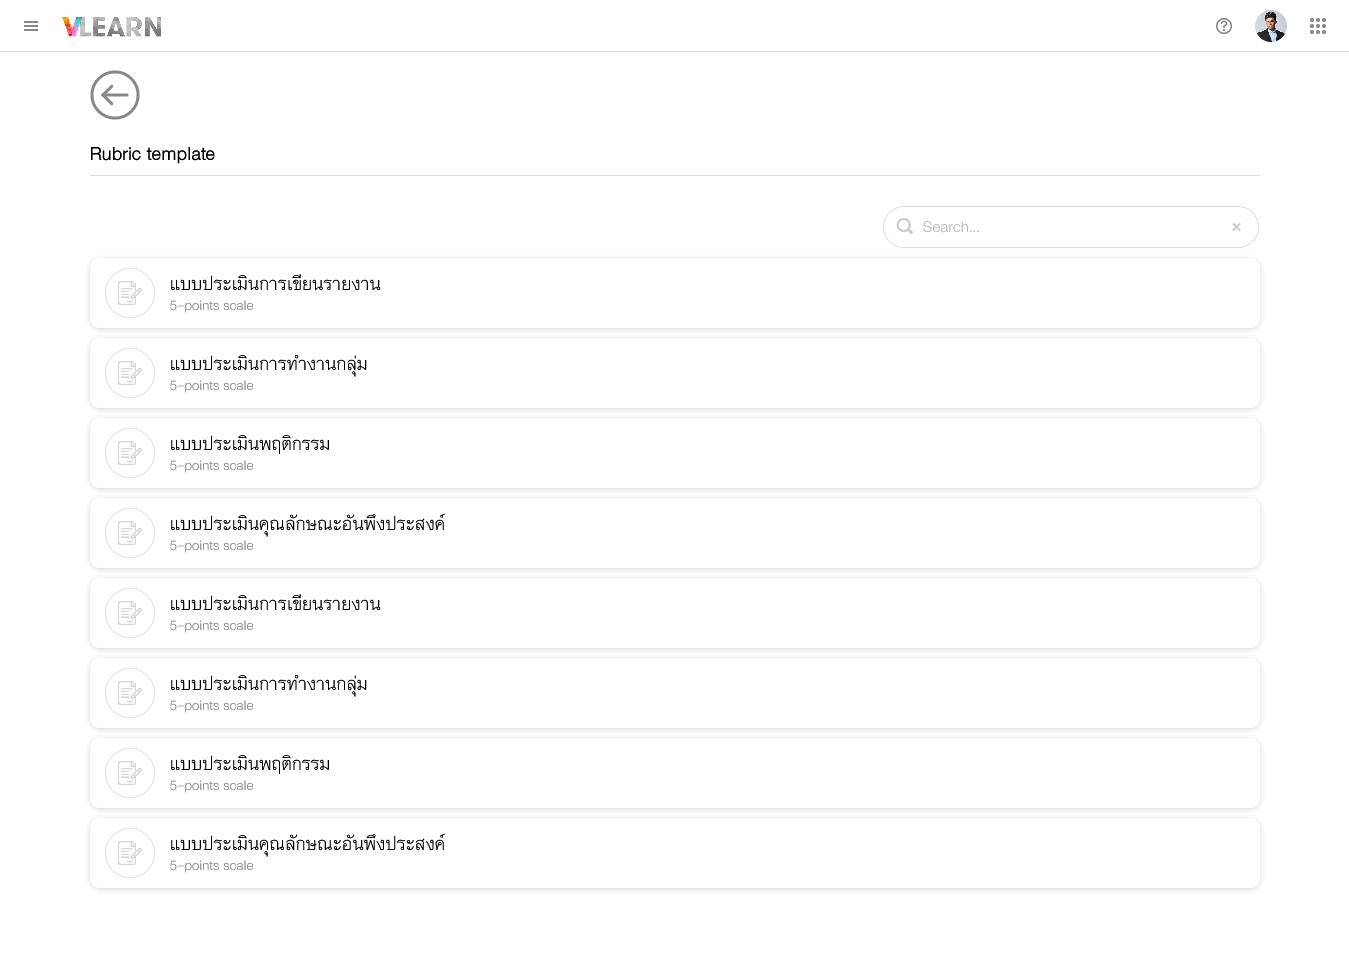 VLEARN
Rubric template
Search...
แบบประเมินการเขียนรายงาน
5-points scale
แบบประเมินการทำงานกลุ่ม
5-points scale
แบบประเมินพฤติกรรม
5-points scale
แบบประเมินคุณลักษณะอันพึงประสงค์
5-points scale
แบบประเมินการเขียนรายงาน
5-points scale
แบบประเมินการทำงานกลุ่ม
5-points scale
แบบประเมินพฤติกรรม
5-points scale
แบบประเมินคุณลักษณะอันพึงประสงค์
5-points scale